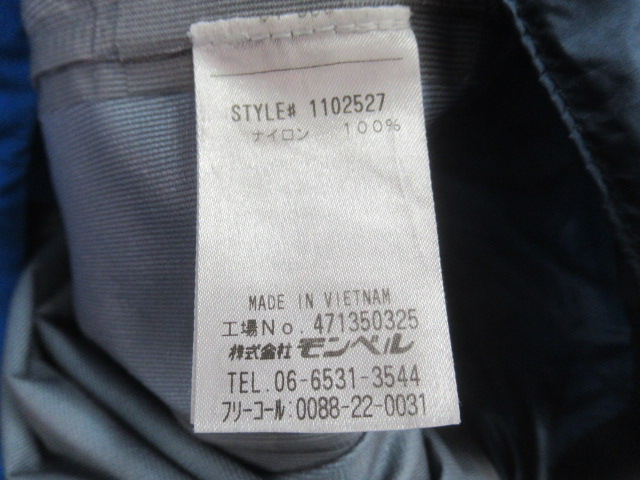 STYLE# 1102527
ナイロン 100%
MADE IN VIETNAM
工場No. 471350325
株式会社 モンベル
TEL.06-6531-3544
フリーコール:0088-22-0031